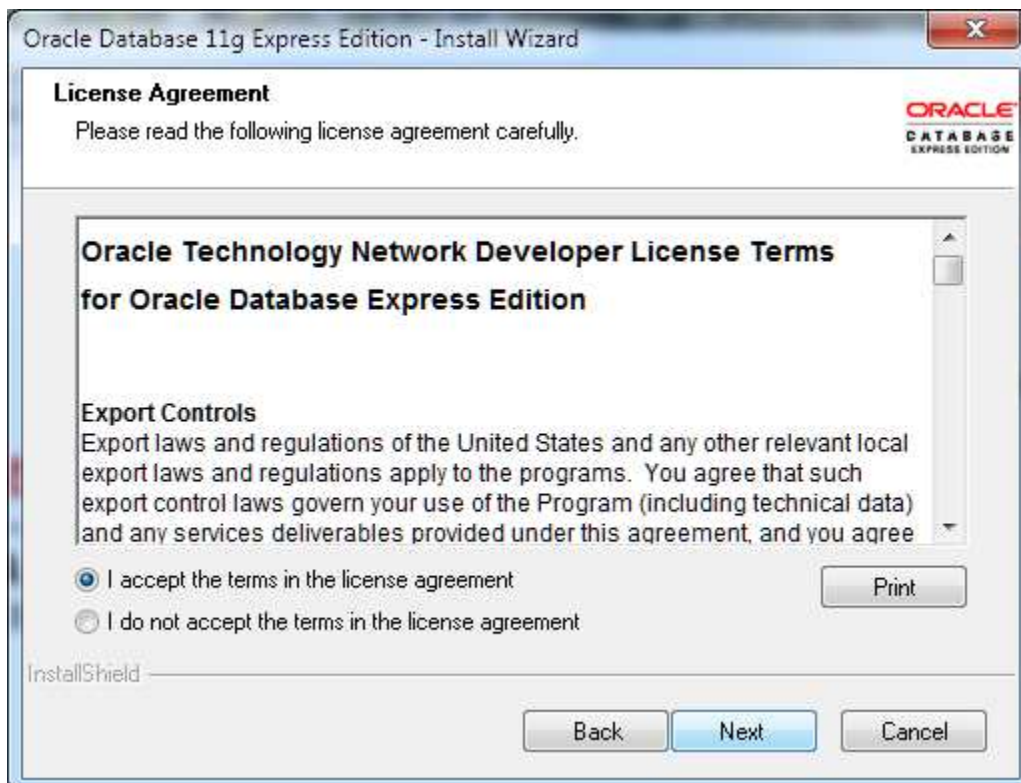 Oracle Database 11g Express Edition - Install Wizard
License Agreement
Please read the following license agreement carefully.
ORACLE
DATABASE
EXPRESS EDITION
Oracle Technology Network Developer License Terms
for Oracle Database Express Edition
Export Controls
Export laws and regulations of the United States and any other relevant local
export laws and regulations apply to the programs.  You agree that such
export control laws govern your use of the Program (including technical data)
and any services deliverables provided under this agreement, and you agree
I accept the terms in the license agreement
Print
I do not accept the terms in the license agreement
InstallShield
Back
Next
Cancel